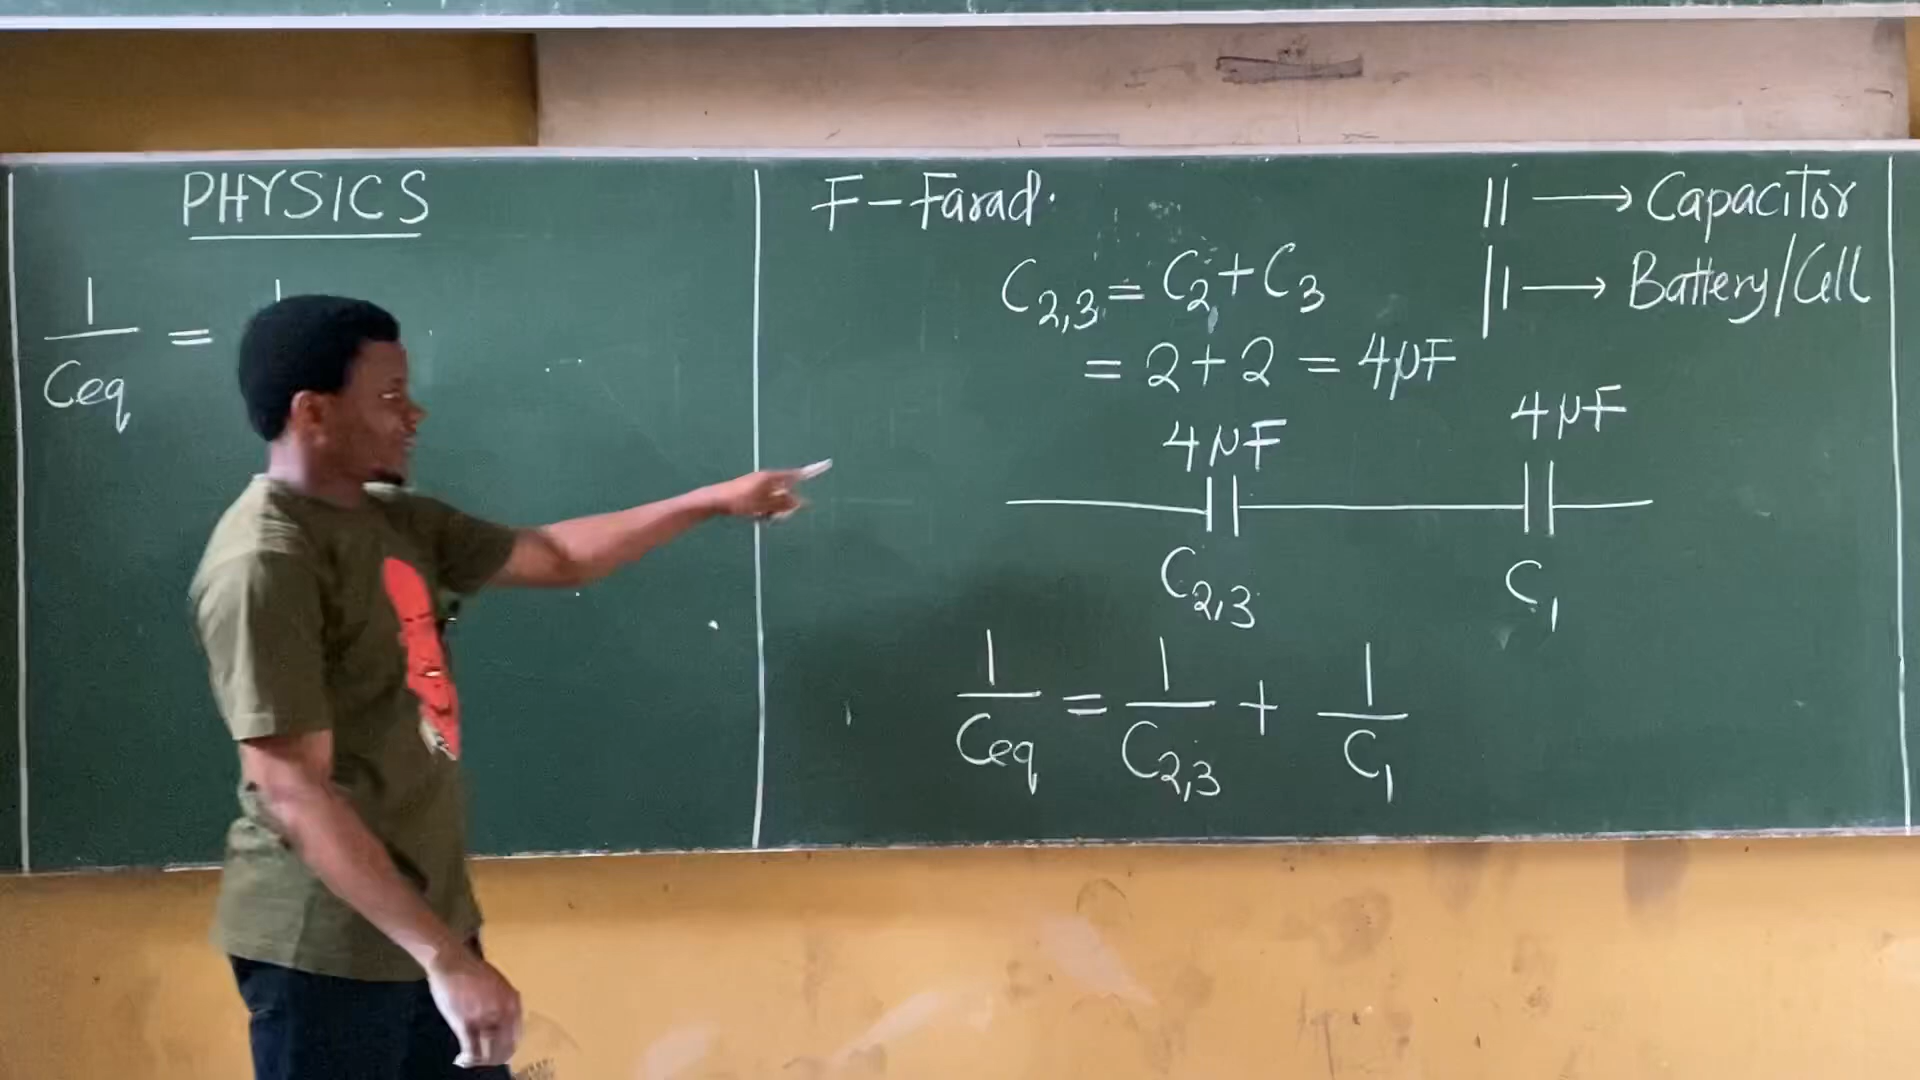 PHYSICS
1/Ceq = 1
F – Farad.
C2,3 = C2 + C3
= 2 + 2 = 4μF
|| → Capacitor
|ı → Battery/Cell
4μF 4μF
C2,3 C1
1/Ceq = 1/C2,3 + 1/C1